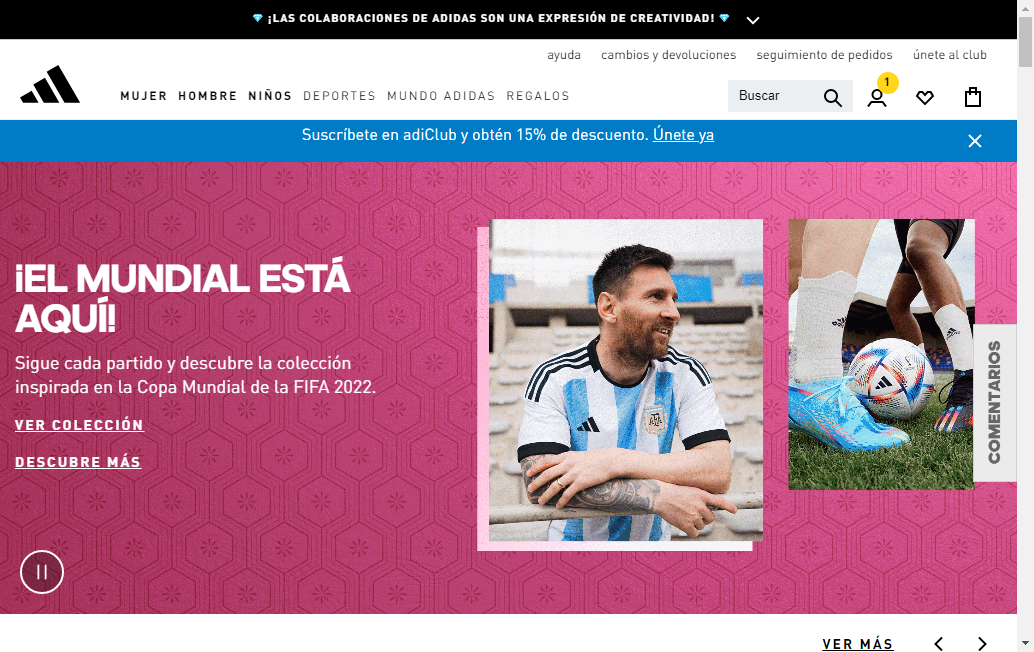 ¡LAS COLABORACIONES DE ADIDAS SON UNA EXPRESIÓN DE CREATIVIDAD!
ayuda cambios y devoluciones seguimiento de pedidos únete al club
MUJER HOMBRE NIÑOS DEPORTES MUNDO ADIDAS REGALOS
Buscar
1
Suscríbete en adiClub y obtén 15% de descuento. Únete ya
¡EL MUNDIAL ESTÁ
AQUÍ!
Sigue cada partido y descubre la colección
inspirada en la Copa Mundial de la FIFA 2022.
VER COLECCIÓN
DESCUBRE MÁS
COMENTARIOS
VER MÁS